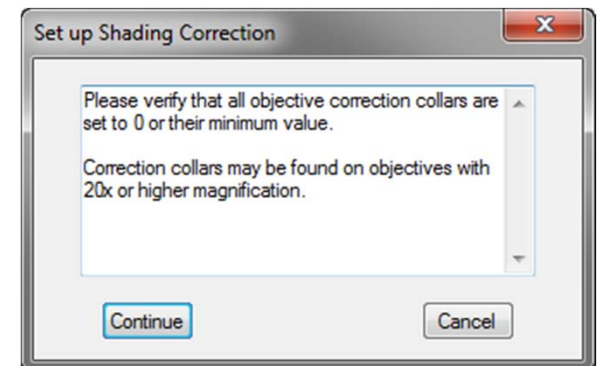 Set up Shading Correction
Please verify that all objective correction collars are
set to 0 or their minimum value.
Correction collars may be found on objectives with
20x or higher magnification.
Continue
Cancel